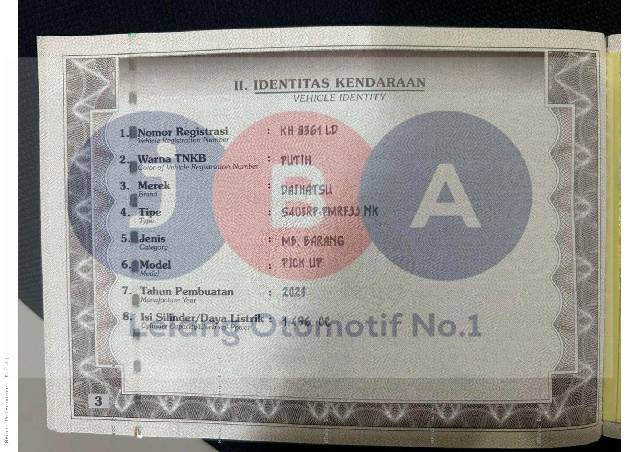 II. IDENTITAS KENDARAAN
VEHICLE IDENTITY
1. Nomor Registrasi : KH 8361 LD
Vehicle Registration Number
2. Warna TNKB : PUTIH
Color of Vehicle Registration Number
3. Merek : DAIHATSU
Brand
4. Tipe : S403RP-PMRFJJ MK
Type
5. Jenis : MB. BARANG
Category
6. Model : PICK UP
Model
7. Tahun Pembuatan :
Manufacture Year
8. Isi Silinder/Daya Listrik : 1.496 CC
Cylinder Capacity/Electrical Power
J B A
Lelang Otomotif No.1
3